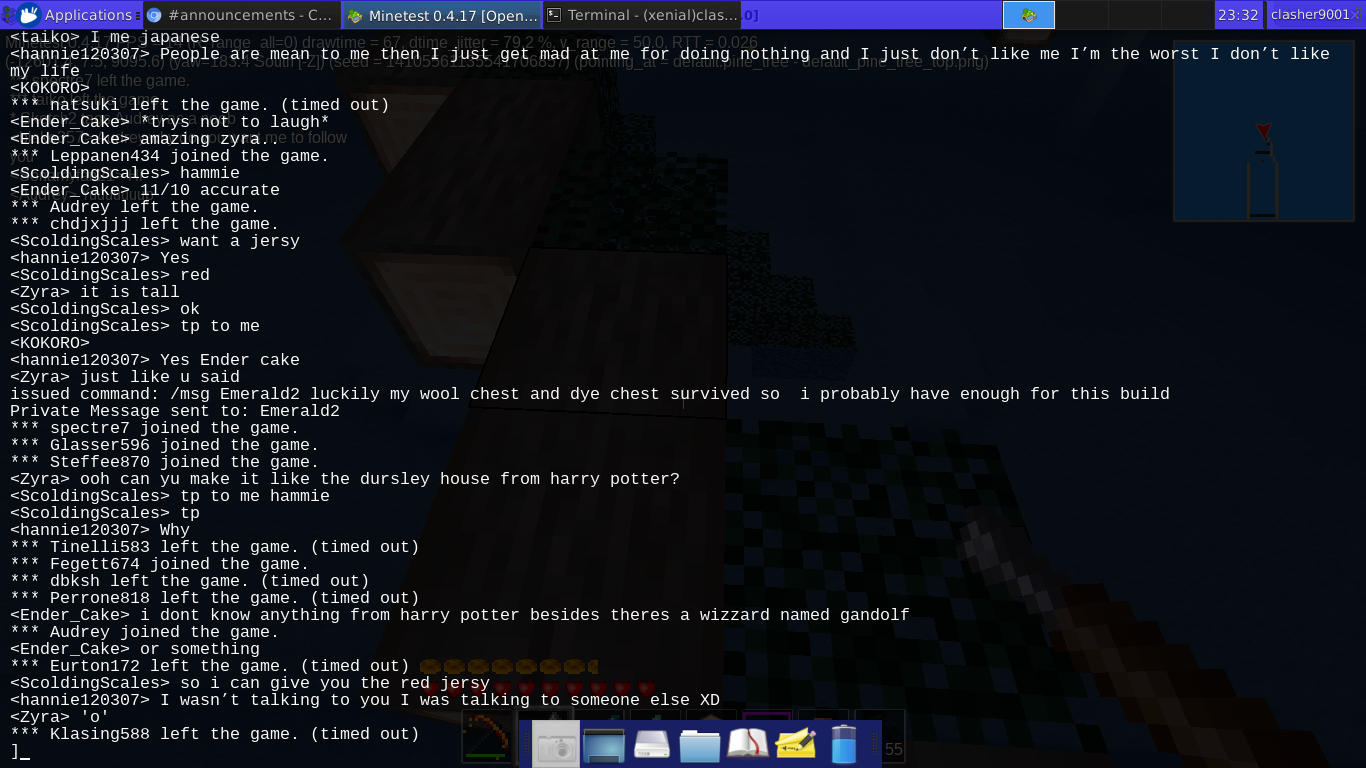 Applications
#announcements - C...
Minetest 0.4.17 [Open...
Terminal - (xenial)clas...
23:32
clasher9001
<taiko> I me japanese
<hannie120307> People are mean to me then I just get mad at me for doing nothing and I just don’t like me I’m the worst I don’t like
my life
<KOKORO>
*** natsuki left the game. (timed out)
<Ender_Cake> *trys not to laugh*
<Ender_Cake> amazing zyra..
*** Leppanen434 joined the game.
<ScoldingScales> hammie
<Ender_Cake> 11/10 accurate
*** Audrey left the game.
*** chdjxjjj left the game.
<ScoldingScales> want a jersy
<hannie120307> Yes
<ScoldingScales> red
<Zyra> it is tall
<ScoldingScales> ok
<ScoldingScales> tp to me
<KOKORO>
<hannie120307> Yes Ender cake
<Zyra> just like u said
issued command: /msg Emerald2 luckily my wool chest and dye chest survived so  i probably have enough for this build
Private Message sent to: Emerald2
*** spectre7 joined the game.
*** Glasser596 joined the game.
*** Steffee870 joined the game.
<Zyra> ooh can yu make it like the dursley house from harry potter?
<ScoldingScales> tp to me hammie
<ScoldingScales> tp
<hannie120307> Why
*** Tinelli583 left the game. (timed out)
*** Fegett674 joined the game.
*** dbksh left the game. (timed out)
*** Perrone818 left the game. (timed out)
<Ender_Cake> i dont know anything from harry potter besides theres a wizzard named gandolf
*** Audrey joined the game.
<Ender_Cake> or something
*** Eurton172 left the game. (timed out)
<ScoldingScales> so i can give you the red jersy
<hannie120307> I wasn’t talking to you I was talking to someone else XD
<Zyra> 'o'
*** Klasing588 left the game. (timed out)
]_
55